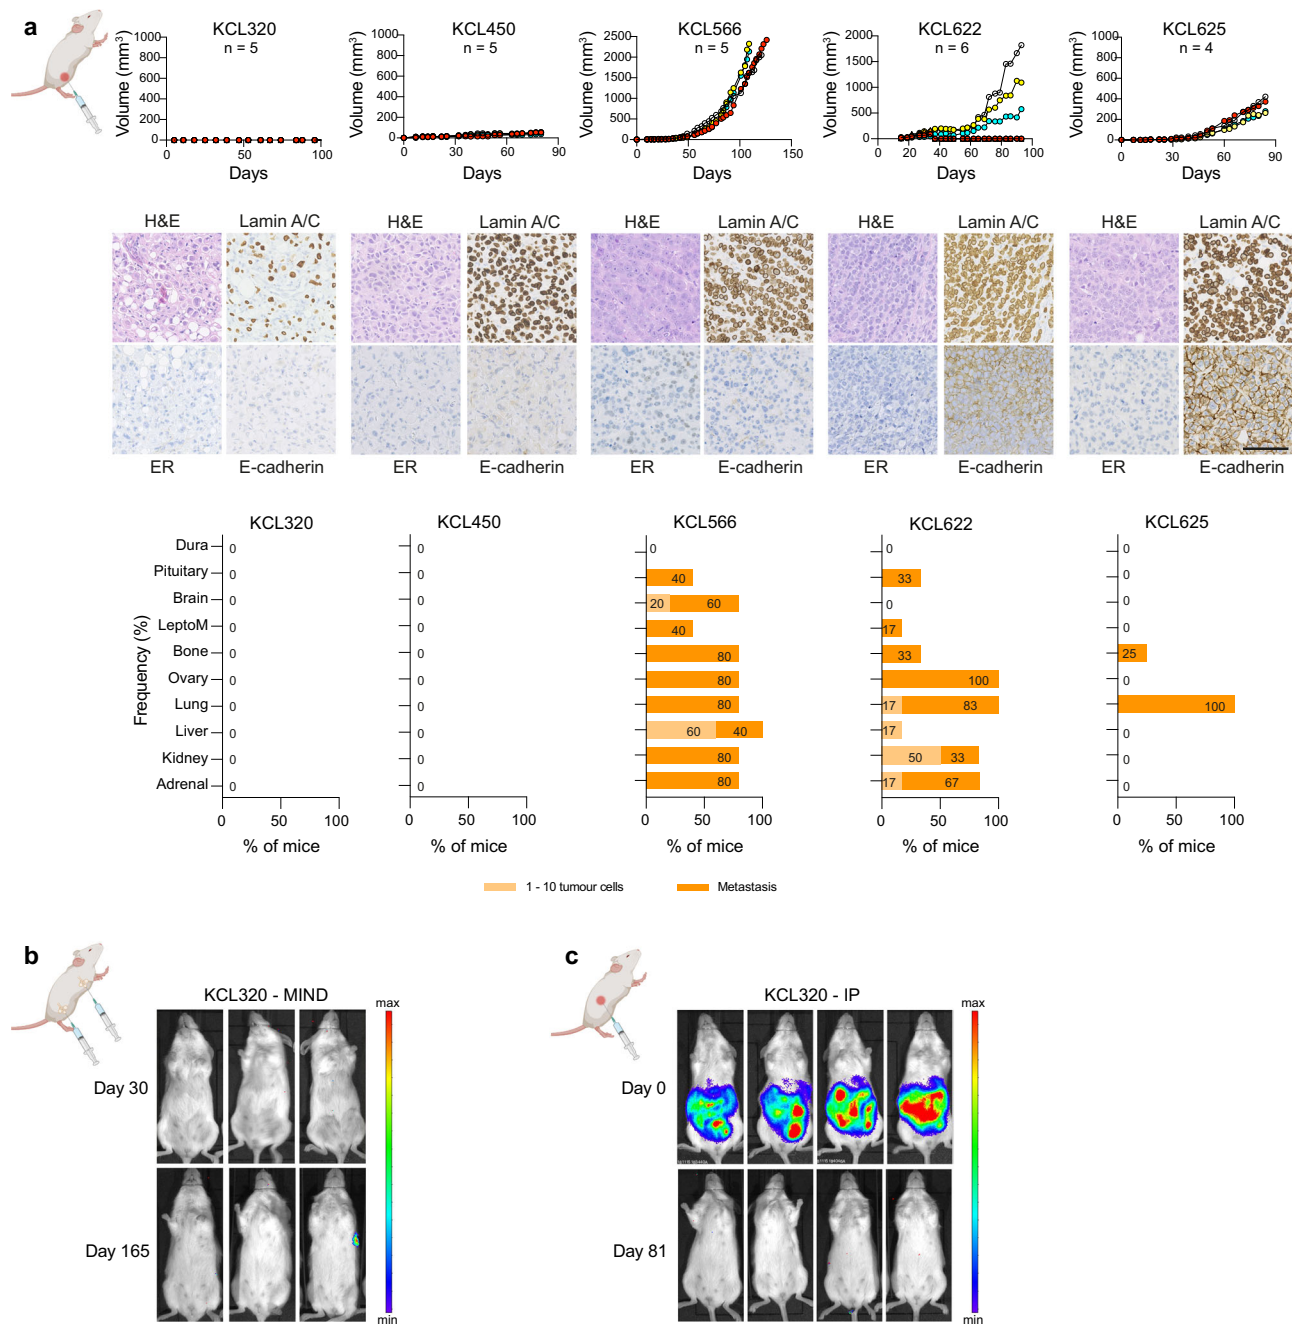 a
KCL320
n = 5
Volume (mm3)
1000
800
600
400
200
0
0
50
100
Days
KCL450
n = 5
Volume (mm3)
1000
800
600
400
200
0
0
30
60
90
Days
KCL566
n = 5
Volume (mm3)
2500
2000
1500
1000
500
0
0
50
100
150
Days
KCL622
n = 6
Volume (mm3)
2000
1500
1000
500
0
0
20
40
60
80
100
Days
KCL625
n = 4
Volume (mm3)
1000
800
600
400
200
0
0
30
60
90
Days
H&E Lamin A/C H&E Lamin A/C H&E Lamin A/C H&E Lamin A/C H&E Lamin A/C
ER E-cadherin ER E-cadherin ER E-cadherin ER E-cadherin ER E-cadherin
KCL320 KCL450 KCL566 KCL622 KCL625
Frequency (%)
Dura 0 0 0 0 0
Pituitary 0 0 40 33 0
Brain 0 0 20 60 0 0
LeptoM 0 0 40 17 0
Bone 0 0 80 33 25
Ovary 0 0 80 100 0
Lung 0 0 80 17 83 100
Liver 0 0 60 40 17 0
Kidney 0 0 80 50 33 0
Adrenal 0 0 80 17 67 0
0 50 100 0 50 100 0 50 100 0 50 100 0 50 100
% of mice % of mice % of mice % of mice % of mice
1 - 10 tumour cells Metastasis
b
KCL320 - MIND
max
Day 30
Day 165
min
c
KCL320 - IP
max
Day 0
Day 81
min